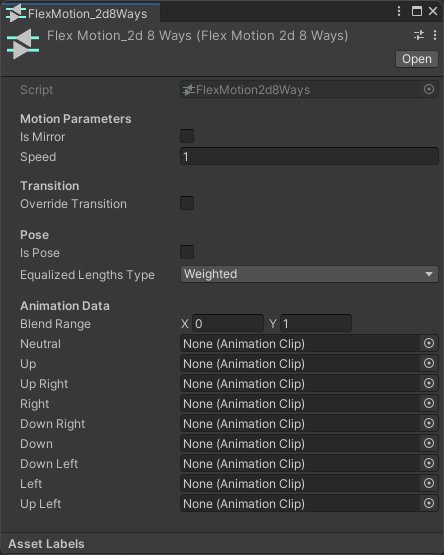 FlexMotion_2d8Ways
Flex Motion_2d 8 Ways (Flex Motion 2d 8 Ways)
Open
Script FlexMotion2d8Ways
Motion Parameters
Is Mirror
Speed 1
Transition
Override Transition
Pose
Is Pose
Equalized Lengths Type Weighted
Animation Data
Blend Range X 0 Y 1
Neutral None (Animation Clip)
Up None (Animation Clip)
Up Right None (Animation Clip)
Right None (Animation Clip)
Down Right None (Animation Clip)
Down None (Animation Clip)
Down Left None (Animation Clip)
Left None (Animation Clip)
Up Left None (Animation Clip)
Asset Labels